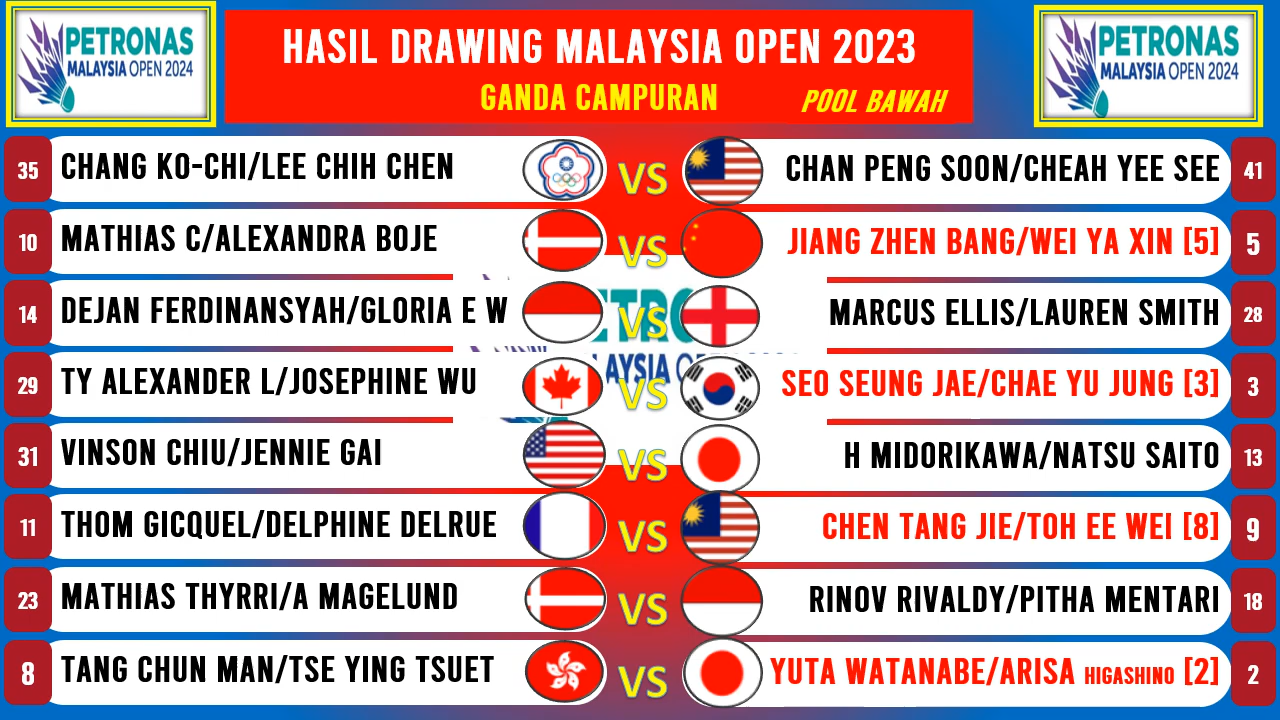 PETRONAS
MALAYSIA OPEN 2024
HASIL DRAWING MALAYSIA OPEN 2023
GANDA CAMPURAN
POOL BAWAH
PETRONAS
MALAYSIA OPEN 2024
35 CHANG KO-CHI/LEE CHIH CHEN VS CHAN PENG SOON/CHEAH YEE SEE 41
10 MATHIAS C/ALEXANDRA BOJE VS JIANG ZHEN BANG/WEI YA XIN [5] 5
14 DEJAN FERDINANSYAH/GLORIA E W VS MARCUS ELLIS/LAUREN SMITH 28
29 TY ALEXANDER L/JOSEPHINE WU VS SEO SEUNG JAE/CHAE YU JUNG [3] 3
31 VINSON CHIU/JENNIE GAI VS H MIDORIKAWA/NATSU SAITO 13
11 THOM GICQUEL/DELPHINE DELRUE VS CHEN TANG JIE/TOH EE WEI [8] 9
23 MATHIAS THYRRI/A MAGELUND VS RINOV RIVALDY/PITHA MENTARI 18
8 TANG CHUN MAN/TSE YING TSUET VS YUTA WATANABE/ARISA HIGASHINO [2] 2